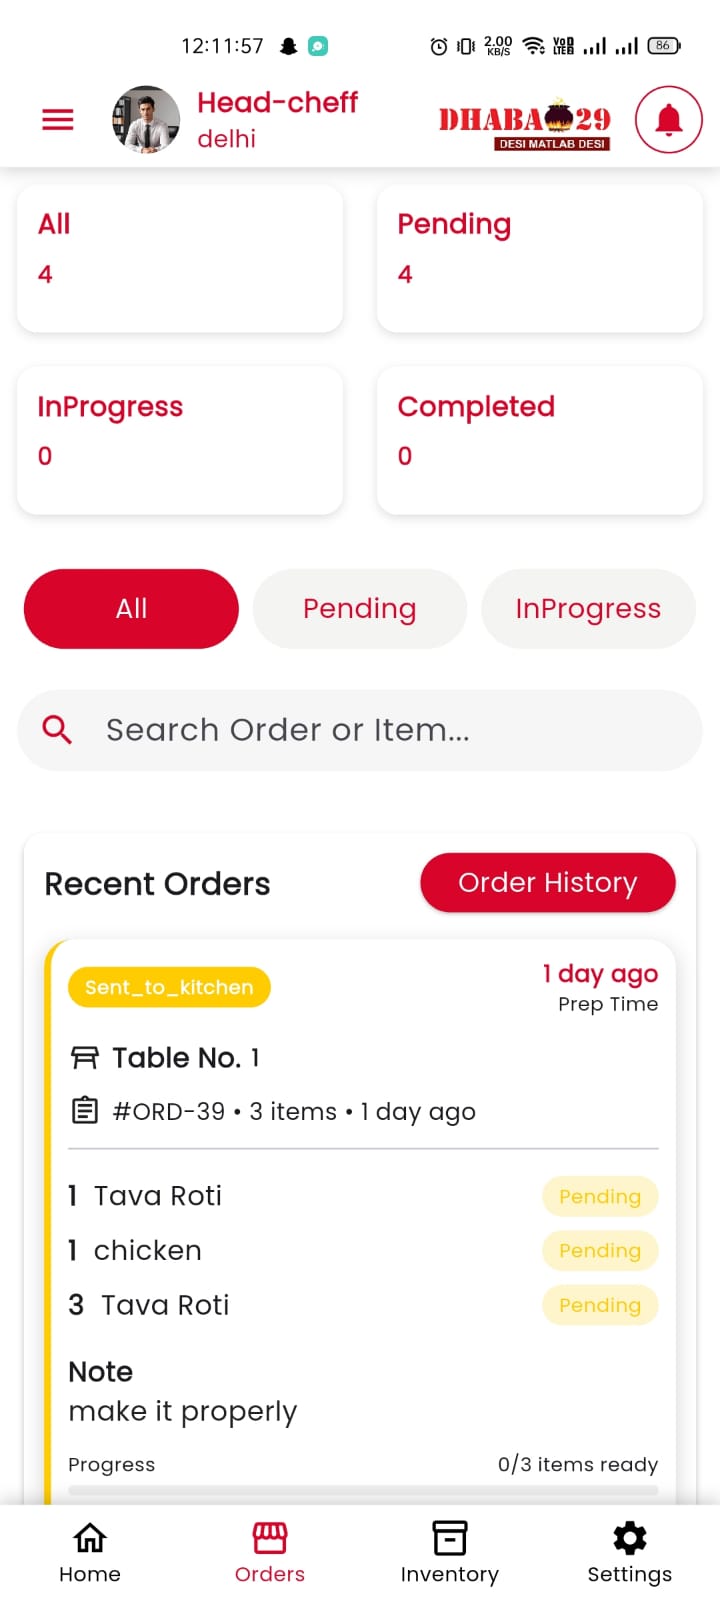 12:11:57
2.00 KB/S
VoD LTE2
86
Head-cheff
delhi
DHABA 29
DESI MATLAB DESI
All
4
Pending
4
InProgress
0
Completed
0
All
Pending
InProgress
Search Order or Item...
Recent Orders
Order History
Sent_to_kitchen
1 day ago
Prep Time
Table No. 1
#ORD-39 • 3 items • 1 day ago
1 Tava Roti
Pending
1 chicken
Pending
3 Tava Roti
Pending
Note
make it properly
Progress
0/3 items ready
Home
Orders
Inventory
Settings